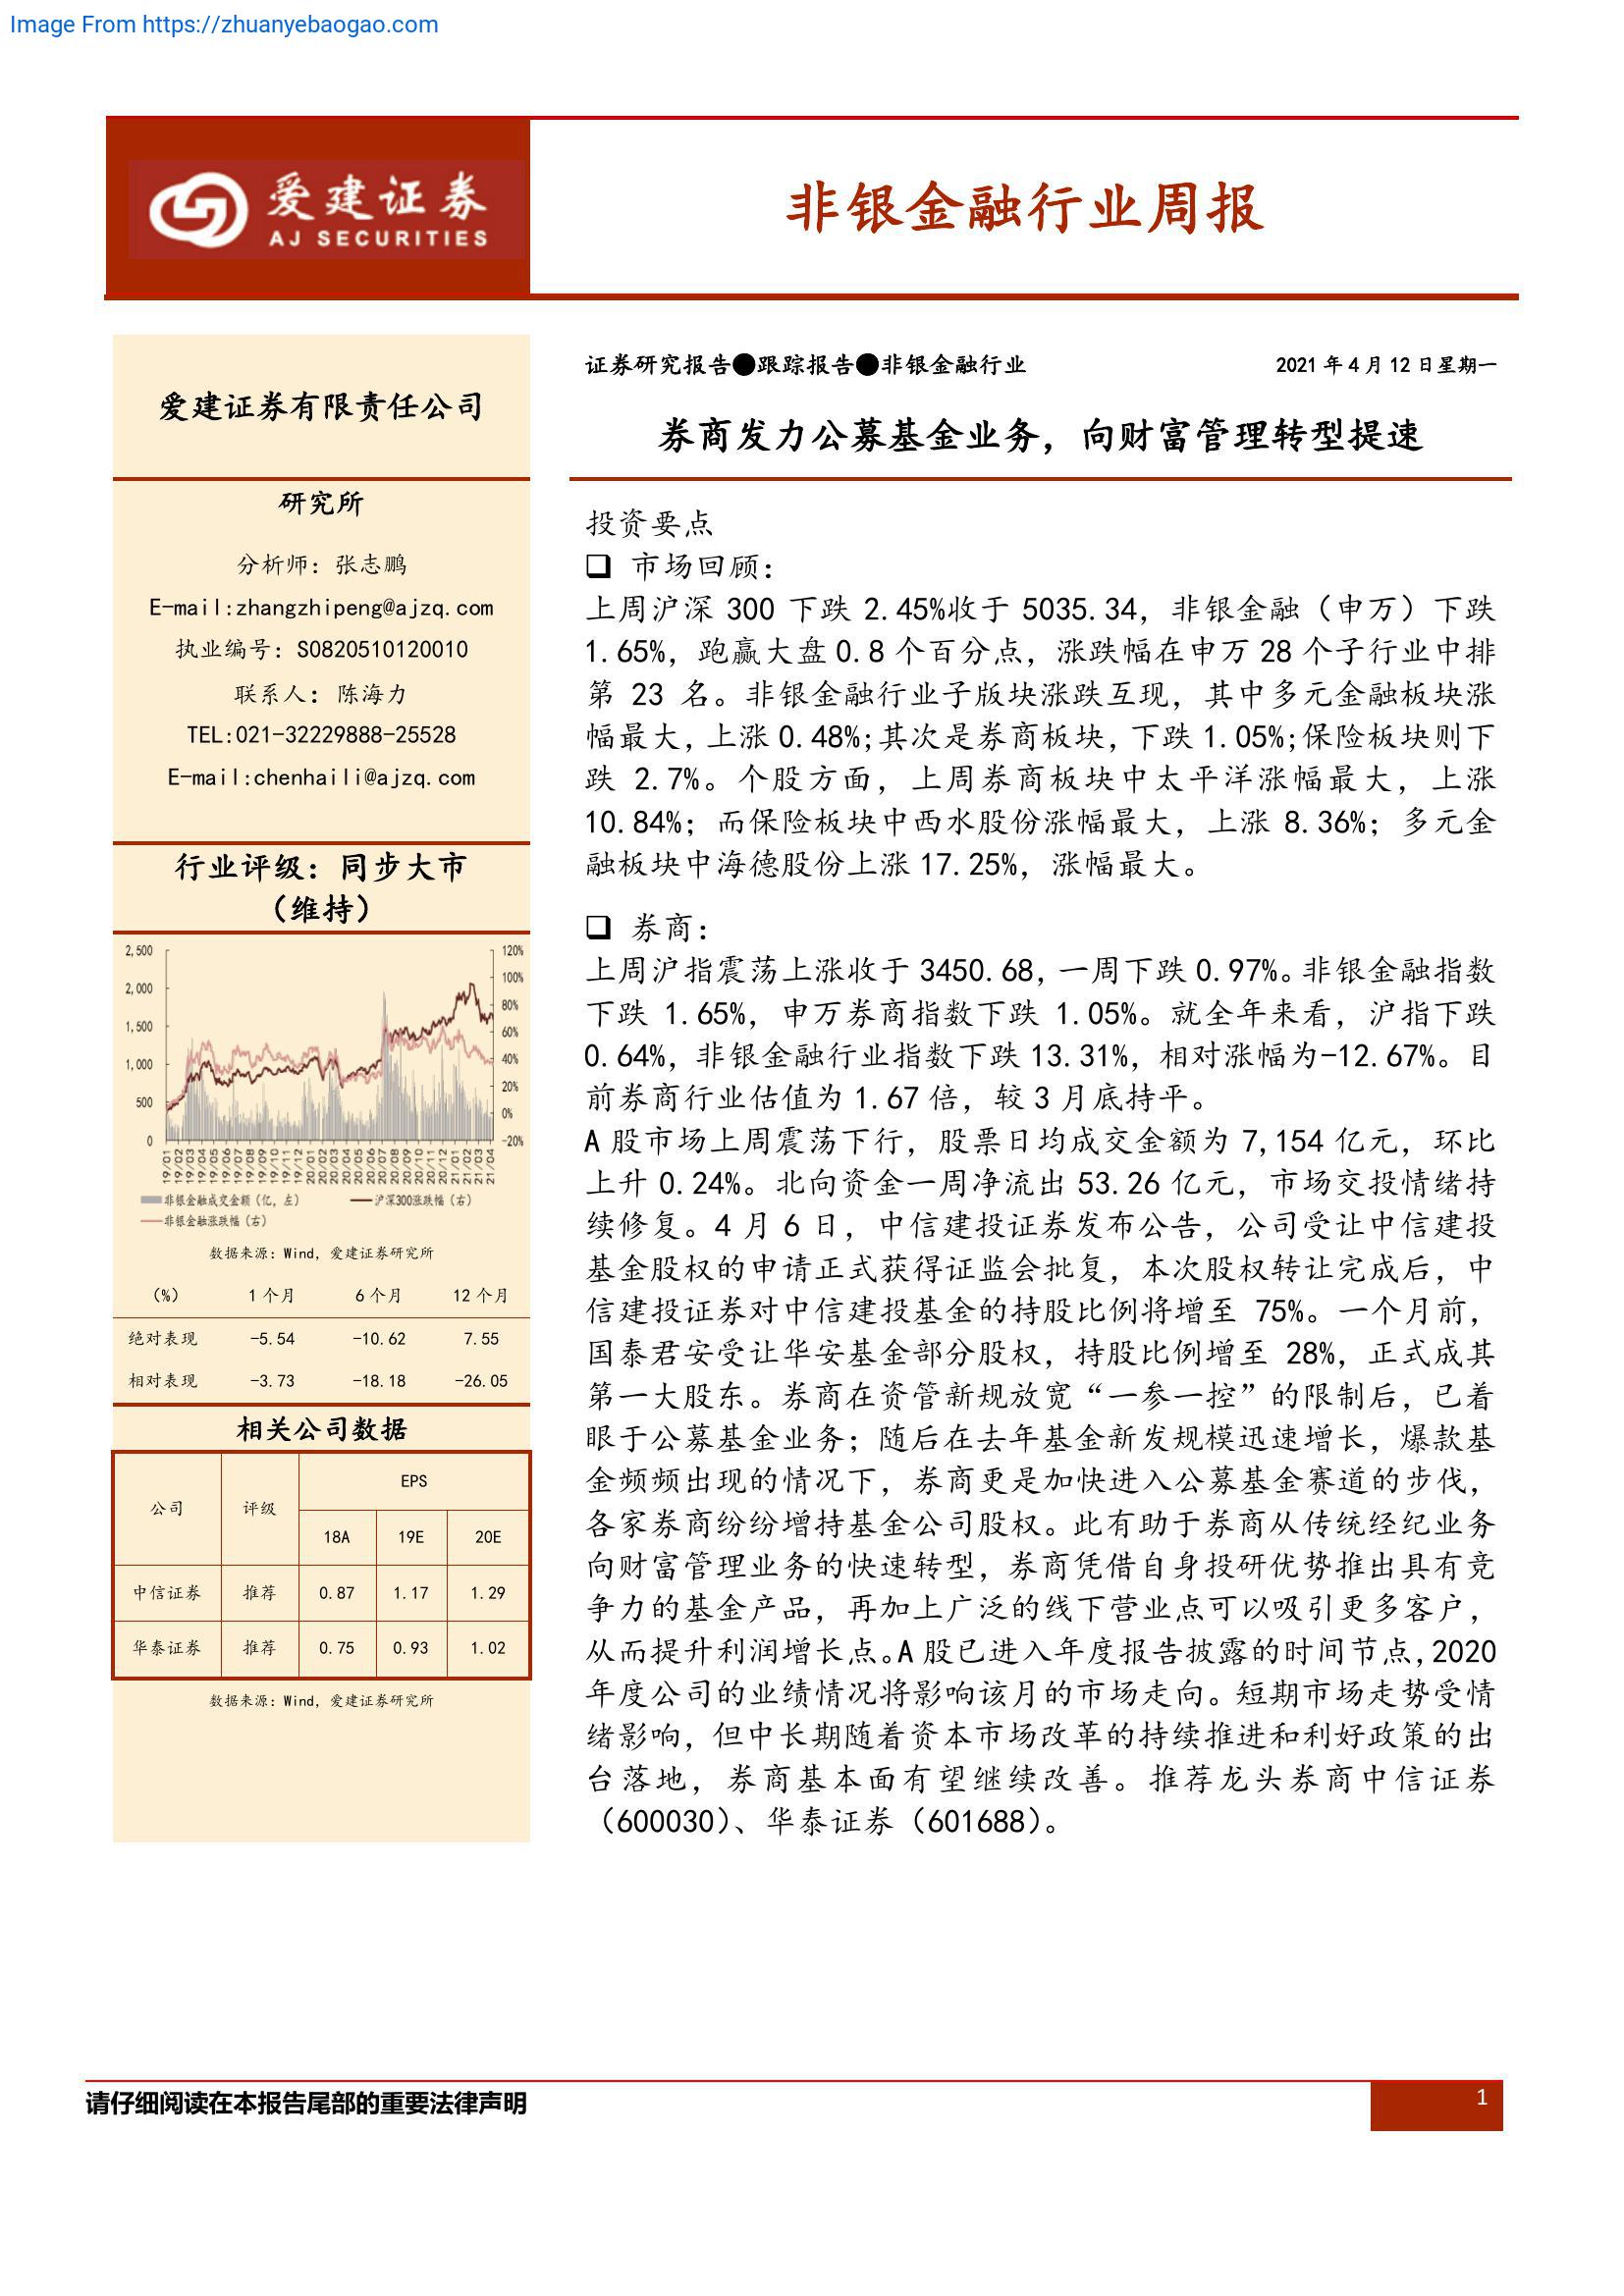 Image From https://zhuanyebaogao.com
爱建证券
AJ SECURITIES
非银金融行业周报
爱建证券有限责任公司
研究所
分析师：张志鹏
E-mail:zhangzhipeng@ajzq.com
执业编号：S0820510120010
联系人：陈海力
TEL:021-32229888-25528
E-mail:chenhaili@ajzq.com
行业评级：同步大市
（维持）
2,500
2,000
1,500
1,000
500
0
120%
100%
80%
60%
40%
20%
0%
-20%
19/01
19/02
19/03
19/04
19/05
19/06
19/07
19/08
19/09
19/10
19/11
19/12
20/01
20/02
20/03
20/04
20/05
20/06
20/07
20/08
20/09
20/10
20/11
20/12
21/01
21/02
21/03
21/04
非银金融成交金额（亿，左） 沪深300涨跌幅（右）
非银金融涨跌幅（右）
数据来源：Wind，爱建证券研究所
（%） 1个月 6个月 12个月
绝对表现 -5.54 -10.62 7.55
相对表现 -3.73 -18.18 -26.05
相关公司数据
公司 评级 EPS
18A 19E 20E
中信证券 推荐 0.87 1.17 1.29
华泰证券 推荐 0.75 0.93 1.02
数据来源：Wind，爱建证券研究所
证券研究报告●跟踪报告●非银金融行业 2021年4月12日星期一
券商发力公募基金业务，向财富管理转型提速
投资要点
❑ 市场回顾：
上周沪深 300 下跌 2.45%收于 5035.34，非银金融（申万）下跌
1.65%，跑赢大盘 0.8 个百分点，涨跌幅在申万 28 个子行业中排
第 23 名。非银金融行业子版块涨跌互现，其中多元金融板块涨
幅最大，上涨 0.48%;其次是券商板块，下跌 1.05%;保险板块则下
跌 2.7%。个股方面，上周券商板块中太平洋涨幅最大，上涨
10.84%；而保险板块中西水股份涨幅最大，上涨 8.36%；多元金
融板块中海德股份上涨 17.25%，涨幅最大。
❑ 券商：
上周沪指震荡上涨收于 3450.68，一周下跌 0.97%。非银金融指数
下跌 1.65%，申万券商指数下跌 1.05%。就全年来看，沪指下跌
0.64%，非银金融行业指数下跌 13.31%，相对涨幅为-12.67%。目
前券商行业估值为 1.67 倍，较 3 月底持平。
A 股市场上周震荡下行，股票日均成交金额为 7,154 亿元，环比
上升 0.24%。北向资金一周净流出 53.26 亿元，市场交投情绪持
续修复。4 月 6 日，中信建投证券发布公告，公司受让中信建投
基金股权的申请正式获得证监会批复，本次股权转让完成后，中
信建投证券对中信建投基金的持股比例将增至 75%。一个月前，
国泰君安受让华安基金部分股权，持股比例增至 28%，正式成其
第一大股东。券商在资管新规放宽“一参一控”的限制后，已着
眼于公募基金业务；随后在去年基金新发规模迅速增长，爆款基
金频频出现的情况下，券商更是加快进入公募基金赛道的步伐，
各家券商纷纷增持基金公司股权。此有助于券商从传统经纪业务
向财富管理业务的快速转型，券商凭借自身投研优势推出具有竞
争力的基金产品，再加上广泛的线下营业点可以吸引更多客户，
从而提升利润增长点。A 股已进入年度报告披露的时间节点，2020
年度公司的业绩情况将影响该月的市场走向。短期市场走势受情
绪影响，但中长期随着资本市场改革的持续推进和利好政策的出
台落地，券商基本面有望继续改善。推荐龙头券商中信证券
（600030）、华泰证券（601688）。
请仔细阅读在本报告尾部的重要法律声明
1